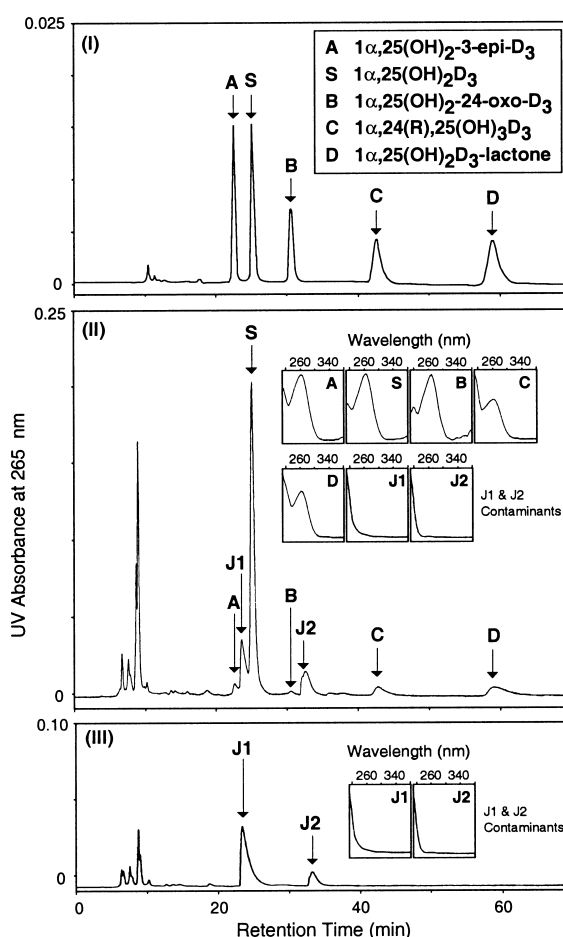 0.025
(I)
A S
B
C
D
A 1α,25(OH)2-3-epi-D3
S 1α,25(OH)2D3
B 1α,25(OH)2-24-oxo-D3
C 1α,24(R),25(OH)3D3
D 1α,25(OH)2D3-lactone
0
0.25
(II)
S
Wavelength (nm)
260 340 260 340 260 340 260 340
A S B C
260 340 260 340 260 340
D J1 J2
J1 & J2
Contaminants
J1
A
B
J2
C
D
UV Absorbance at 265 nm
0
0.10
(III)
J1
J2
Wavelength (nm)
260 340 260 340
J1 J2
J1 & J2
Contaminants
0
0 20 40 60
Retention Time (min)